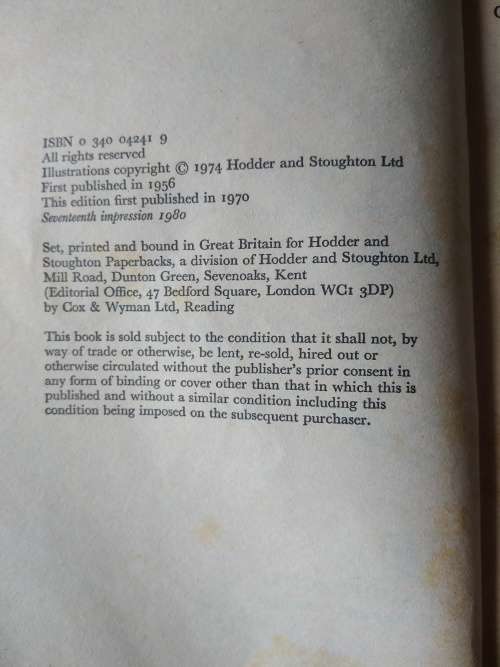 ISBN 0 340 04241 9
All rights reserved
Illustrations copyright © 1974 Hodder and Stoughton Ltd
First published in 1956
This edition first published in 1970
Seventeenth impression 1980
Set, printed and bound in Great Britain for Hodder and
Stoughton Paperbacks, a division of Hodder and Stoughton Ltd,
Mill Road, Dunton Green, Sevenoaks, Kent
(Editorial Office, 47 Bedford Square, London WC1 3DP)
by Cox & Wyman Ltd, Reading
This book is sold subject to the condition that it shall not, by
way of trade or otherwise, be lent, re-sold, hired out or
otherwise circulated without the publisher's prior consent in
any form of binding or cover other than that in which this is
published and without a similar condition including this
condition being imposed on the subsequent purchaser.